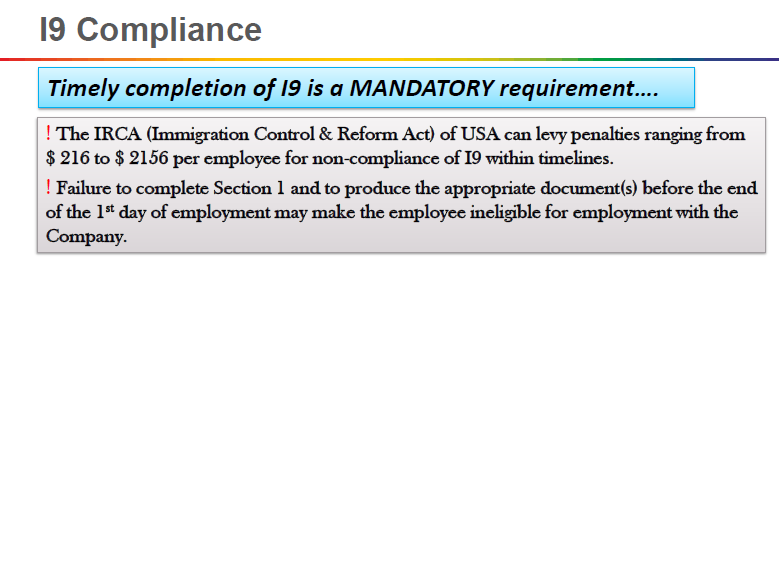 I9 Compliance
Timely completion of I9 is a MANDATORY requirement....
! The IRCA (Immigration Control & Reform Act) of USA can levy penalties ranging from
$ 216 to $ 2156 per employee for non-compliance of I9 within timelines.
! Failure to complete Section 1 and to produce the appropriate document(s) before the end
of the 1st day of employment may make the employee ineligible for employment with the
Company.